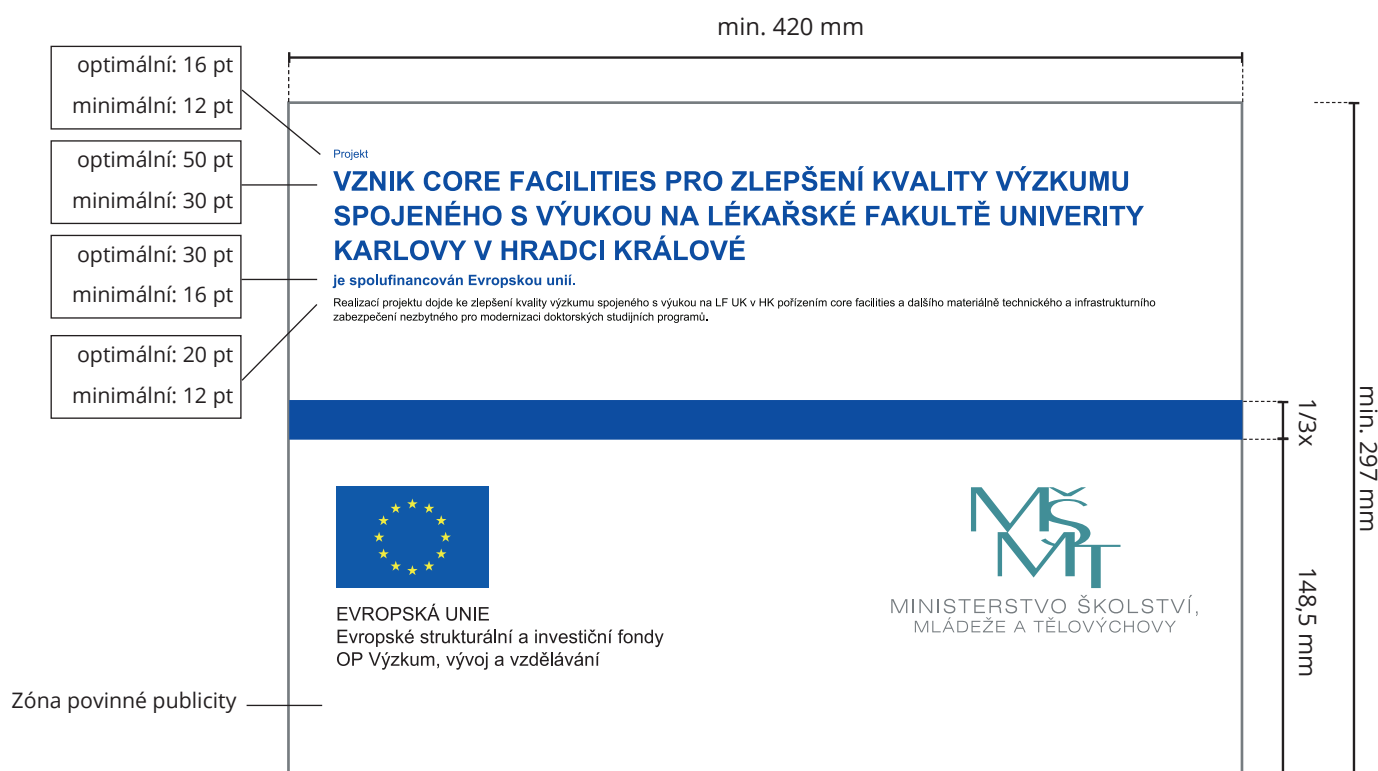 min. 420 mm
optimální: 16 pt
minimální: 12 pt
optimální: 50 pt
minimální: 30 pt
optimální: 30 pt
minimální: 16 pt
optimální: 20 pt
minimální: 12 pt
Projekt
VZNIK CORE FACILITIES PRO ZLEPŠENÍ KVALITY VÝZKUMU
SPOJENÉHO S VÝUKOU NA LÉKAŘSKÉ FAKULTĚ UNIVERITY
KARLOVY V HRADCI KRÁLOVÉ
je spolufinancován Evropskou unií.
Realizací projektu dojde ke zlepšení kvality výzkumu spojeného s výukou na LF UK v HK pořízením core facilities a dalšího materiálně technického a infrastrukturního
zabezpečení nezbytného pro modernizaci doktorských studijních programů.
1/3x
min. 297 mm
148,5 mm
EVROPSKÁ UNIE
Evropské strukturální a investiční fondy
OP Výzkum, vývoj a vzdělávání
MŠMT
MINISTERSTVO ŠKOLSTVÍ,
MLÁDEŽE A TĚLOVÝCHOVY
Zóna povinné publicity